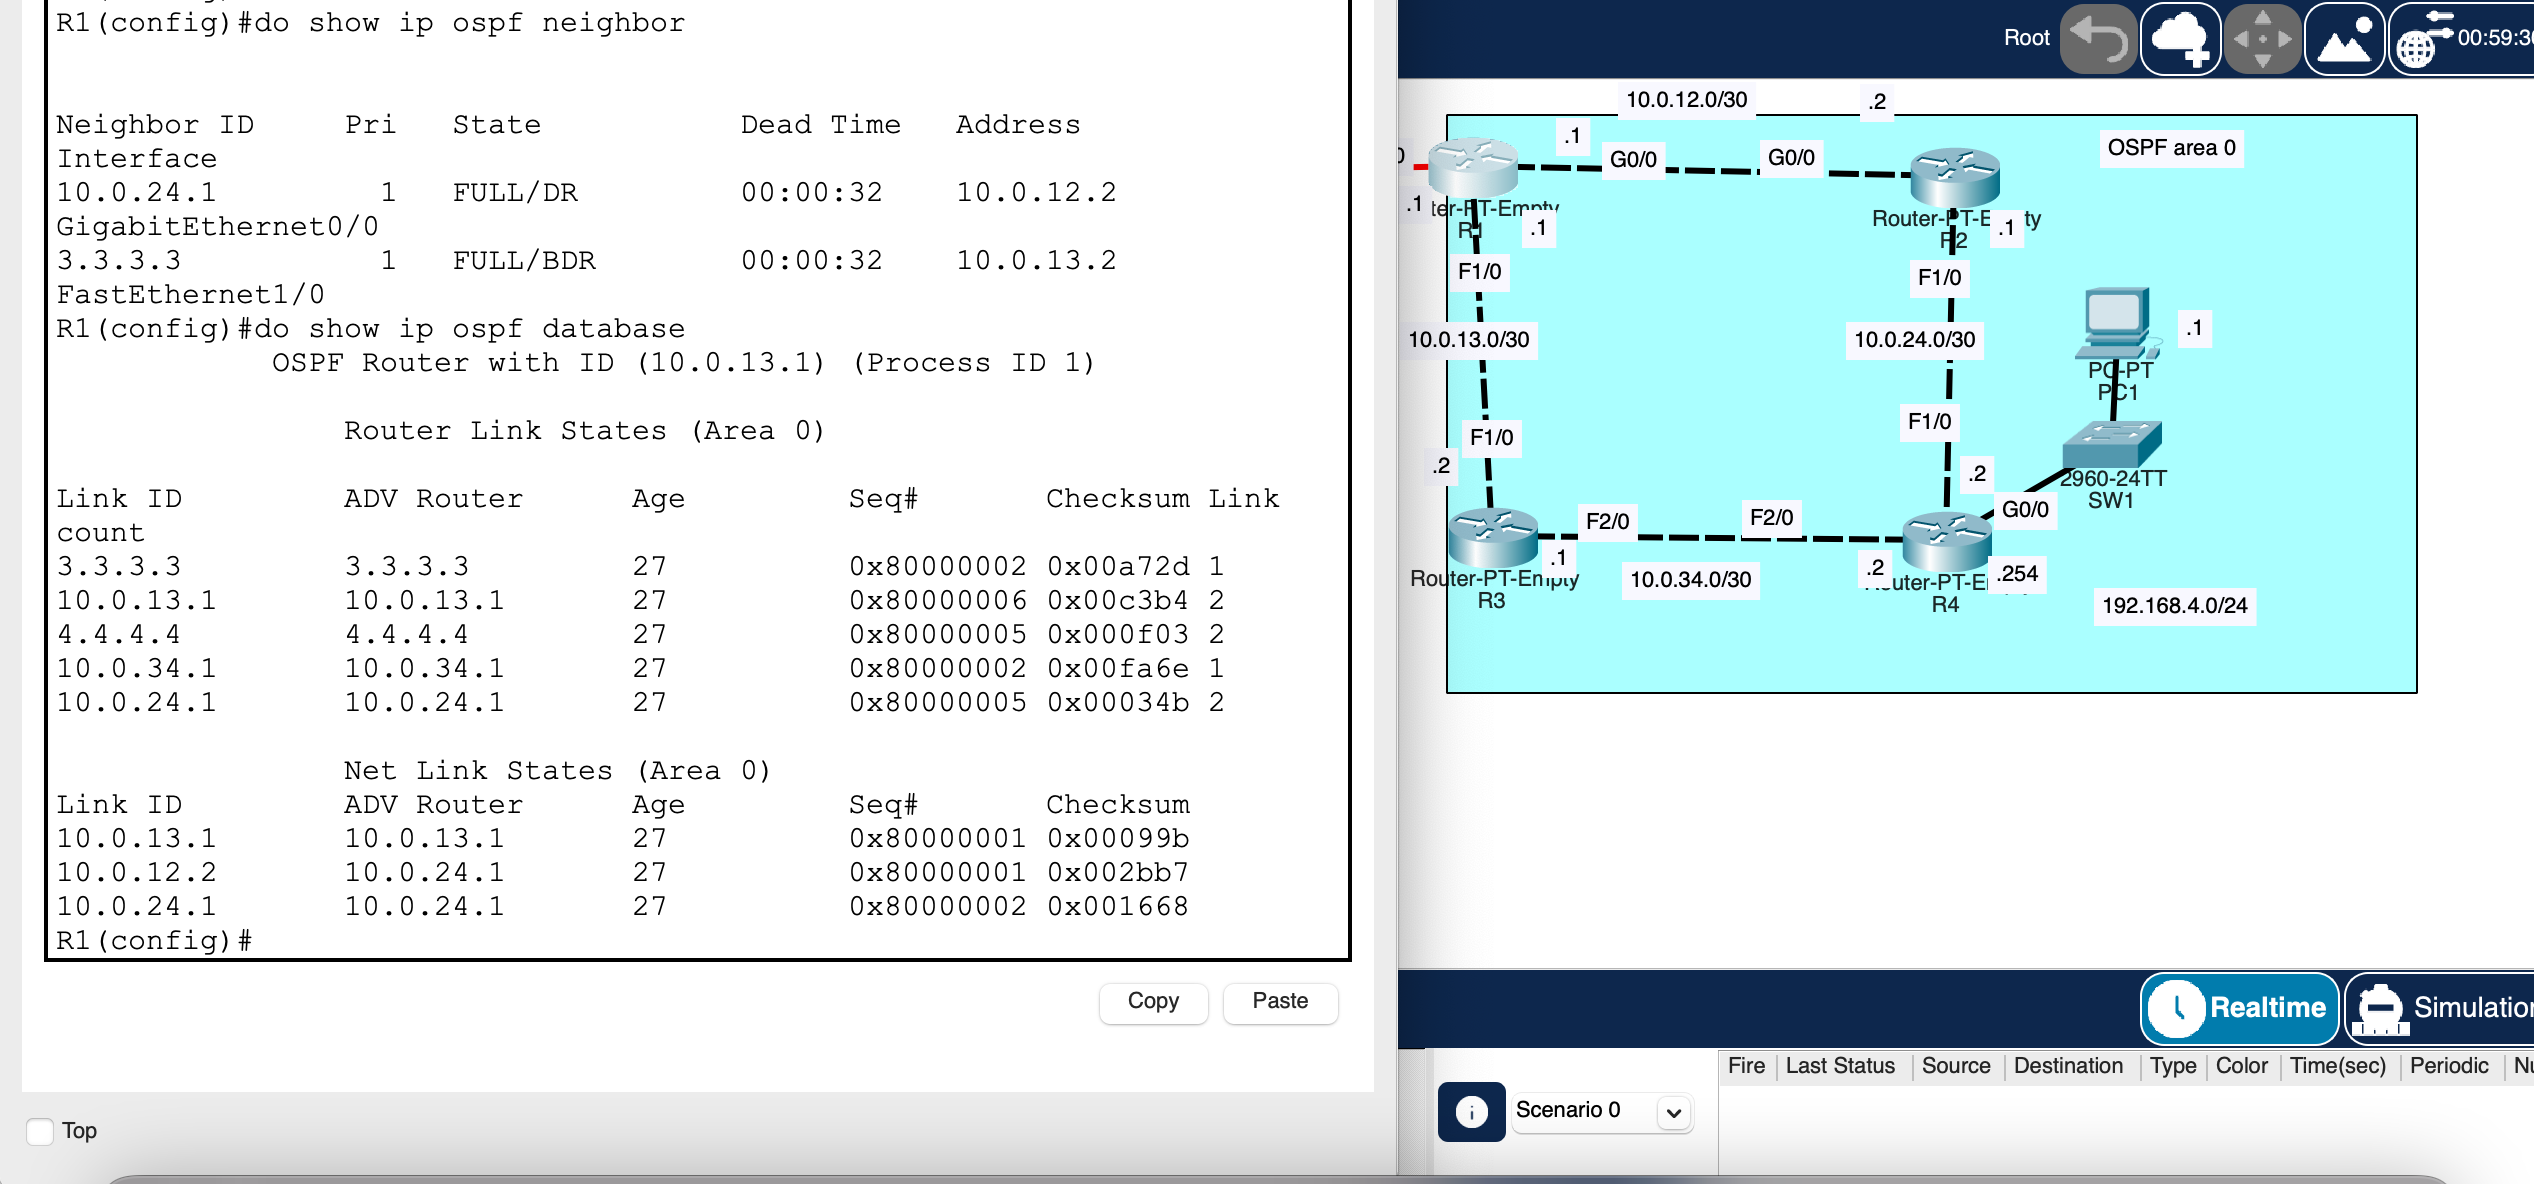 R1(config)#do show ip ospf neighbor
Neighbor ID     Pri   State           Dead Time   Address
Interface
10.0.24.1         1   FULL/DR         00:00:32    10.0.12.2
GigabitEthernet0/0
3.3.3.3           1   FULL/BDR        00:00:32    10.0.13.2
FastEthernet1/0
R1(config)#do show ip ospf database
            OSPF Router with ID (10.0.13.1) (Process ID 1)
                Router Link States (Area 0)
Link ID         ADV Router      Age         Seq#       Checksum Link
count
3.3.3.3         3.3.3.3         27          0x80000002 0x00a72d 1
10.0.13.1       10.0.13.1       27          0x80000006 0x00c3b4 2
4.4.4.4         4.4.4.4         27          0x80000005 0x000f03 2
10.0.34.1       10.0.34.1       27          0x80000002 0x00fa6e 1
10.0.24.1       10.0.24.1       27          0x80000005 0x00034b 2
                Net Link States (Area 0)
Link ID         ADV Router      Age         Seq#       Checksum
10.0.13.1       10.0.13.1       27          0x80000001 0x00099b
10.0.12.2       10.0.24.1       27          0x80000001 0x002bb7
10.0.24.1       10.0.24.1       27          0x80000002 0x001668
R1(config)#
Copy
Paste
Top
Root
00:59:3
10.0.12.0/30
.2
.1
G0/0
G0/0
OSPF area 0
.1
R1
.1
R2
.1
F1/0
F1/0
10.0.13.0/30
10.0.24.0/30
.1
PC-PT
PC1
F1/0
F1/0
.2
.2
2960-24TT
SW1
G0/0
F2/0
F2/0
.1
Router-PT-Empty
R3
10.0.34.0/30
.2
R4
.254
192.168.4.0/24
Realtime
Simulation
Scenario 0
Fire
Last Status
Source
Destination
Type
Color
Time(sec)
Periodic